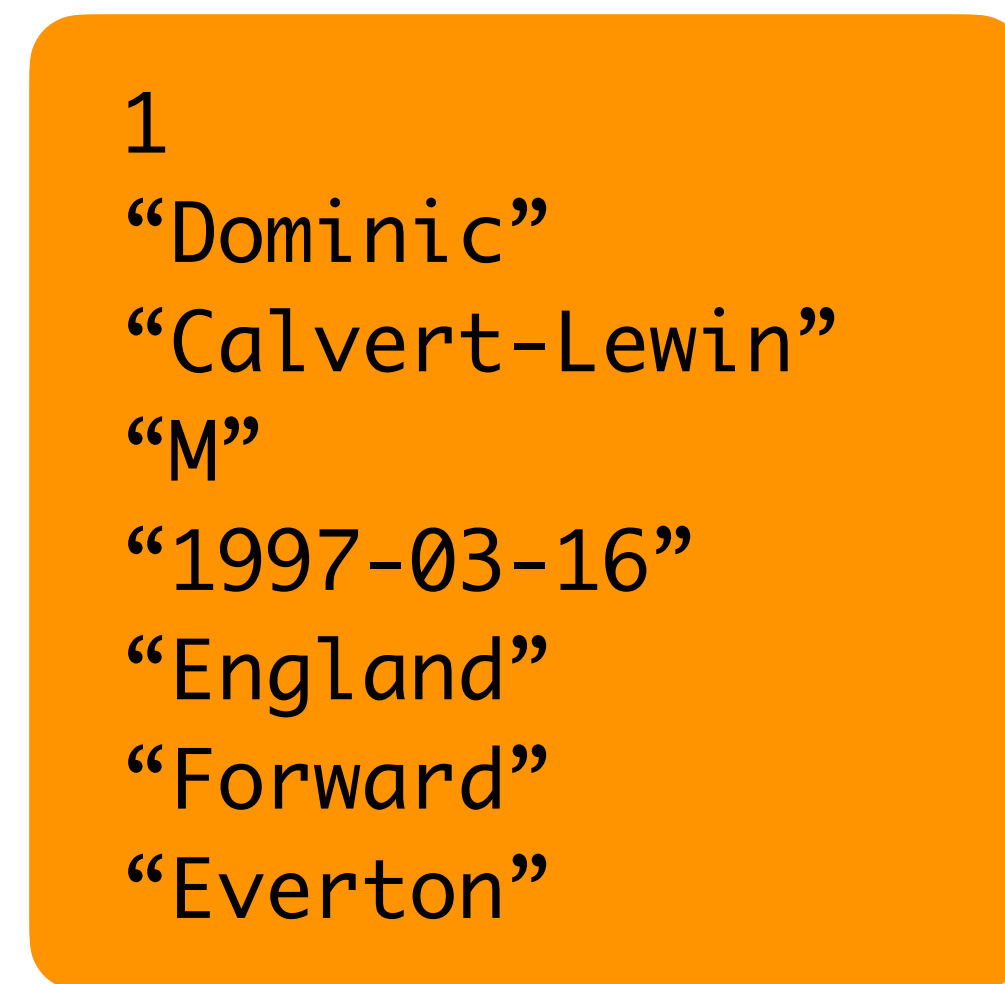 1
“Dominic”
“Calvert-Lewin”
“M”
“1997-03-16”
“England”
“Forward”
“Everton”